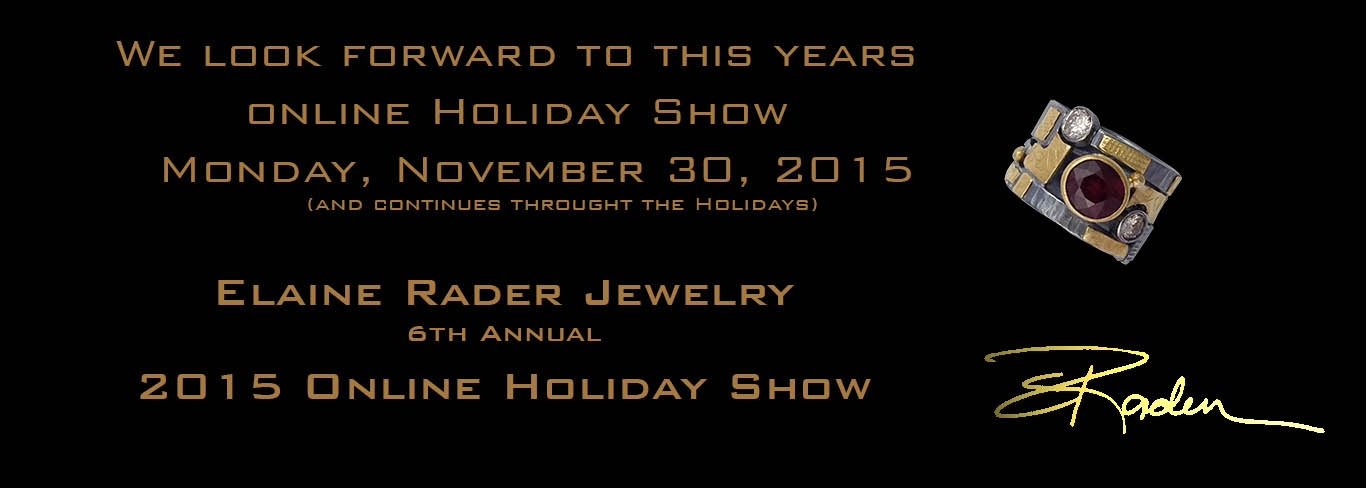 We look forward to this years
online Holiday Show
Monday, November 30, 2015
(and continues throught the Holidays)
Elaine Rader Jewelry
6th Annual
2015 Online Holiday Show
ERader